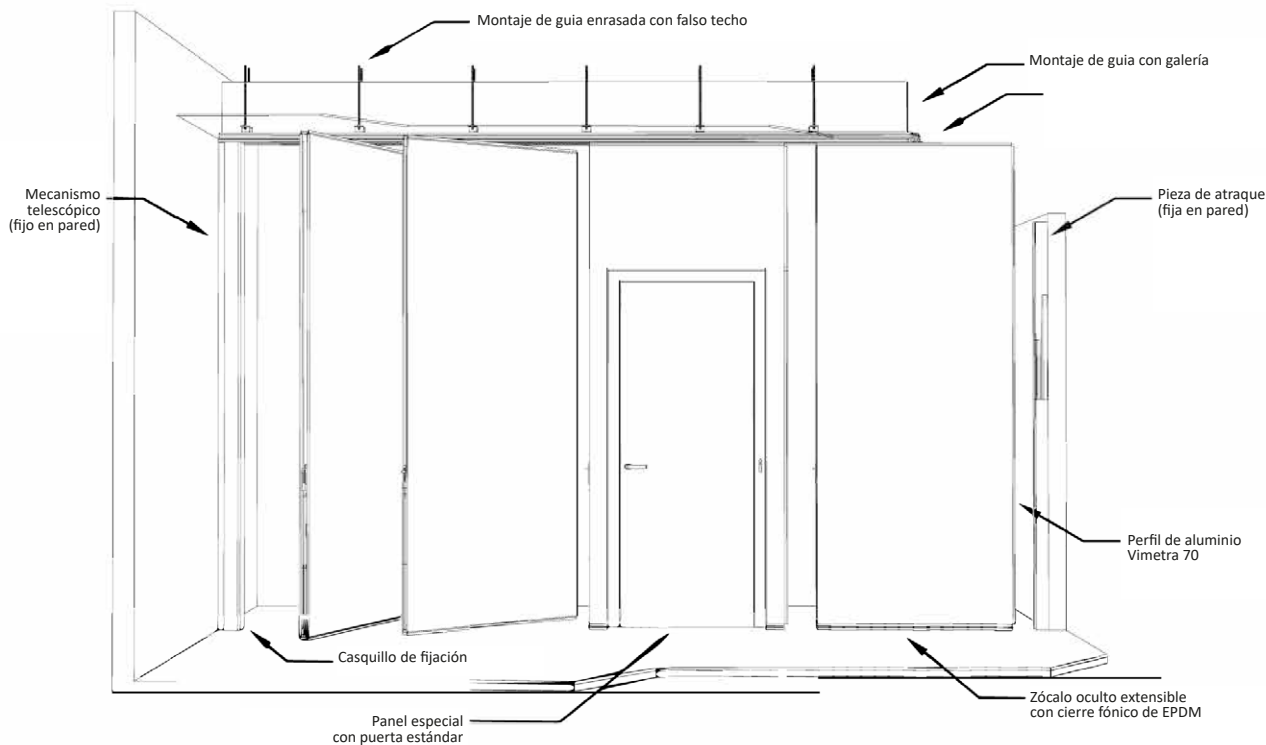 Montaje de guia enrasada con falso techo
Montaje de guia con galería
Mecanismo
telescópico
(fijo en pared)
Pieza de atraque
(fija en pared)
Perfil de aluminio
Vimetra 70
Casquillo de fijación
Zócalo oculto extensible
con cierre fónico de EPDM
Panel especial
con puerta estándar